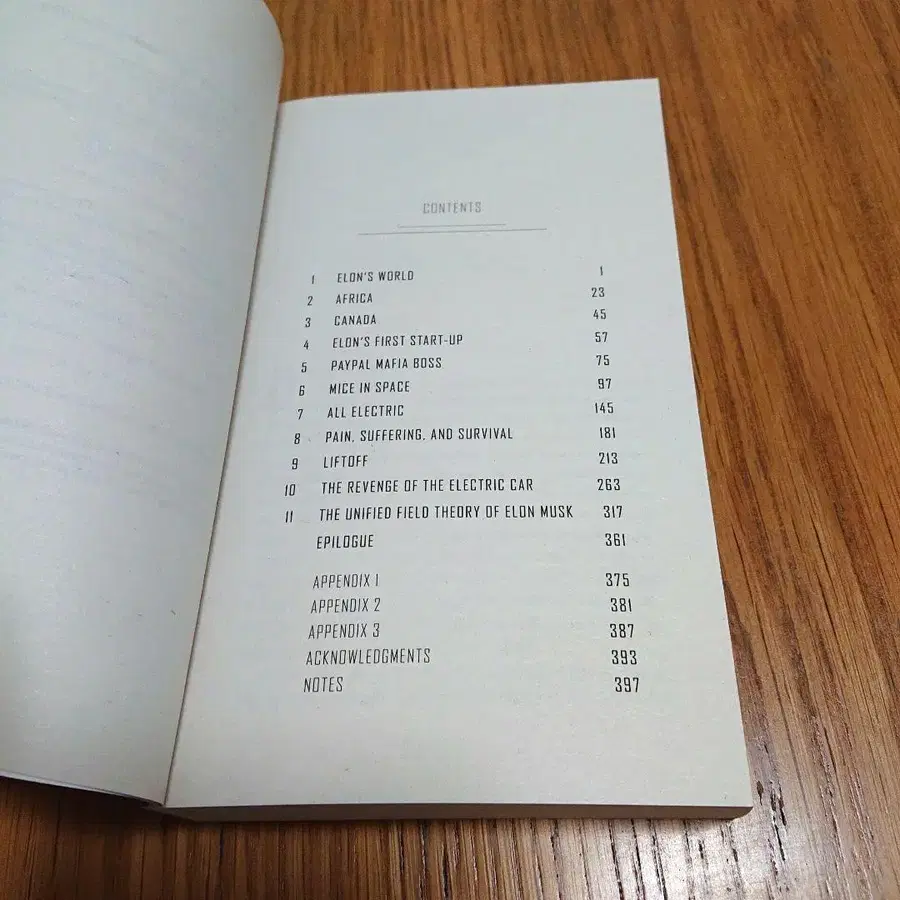 CONTENTS
1 ELON'S WORLD 1
2 AFRICA 23
3 CANADA 45
4 ELON'S FIRST START-UP 57
5 PAYPAL MAFIA BOSS 75
6 MICE IN SPACE 97
7 ALL ELECTRIC 145
8 PAIN, SUFFERING, AND SURVIVAL 181
9 LIFTOFF 213
10 THE REVENGE OF THE ELECTRIC CAR 263
11 THE UNIFIED FIELD THEORY OF ELON MUSK 317
EPILOGUE 361
APPENDIX 1 375
APPENDIX 2 381
APPENDIX 3 387
ACKNOWLEDGMENTS 393
NOTES 397